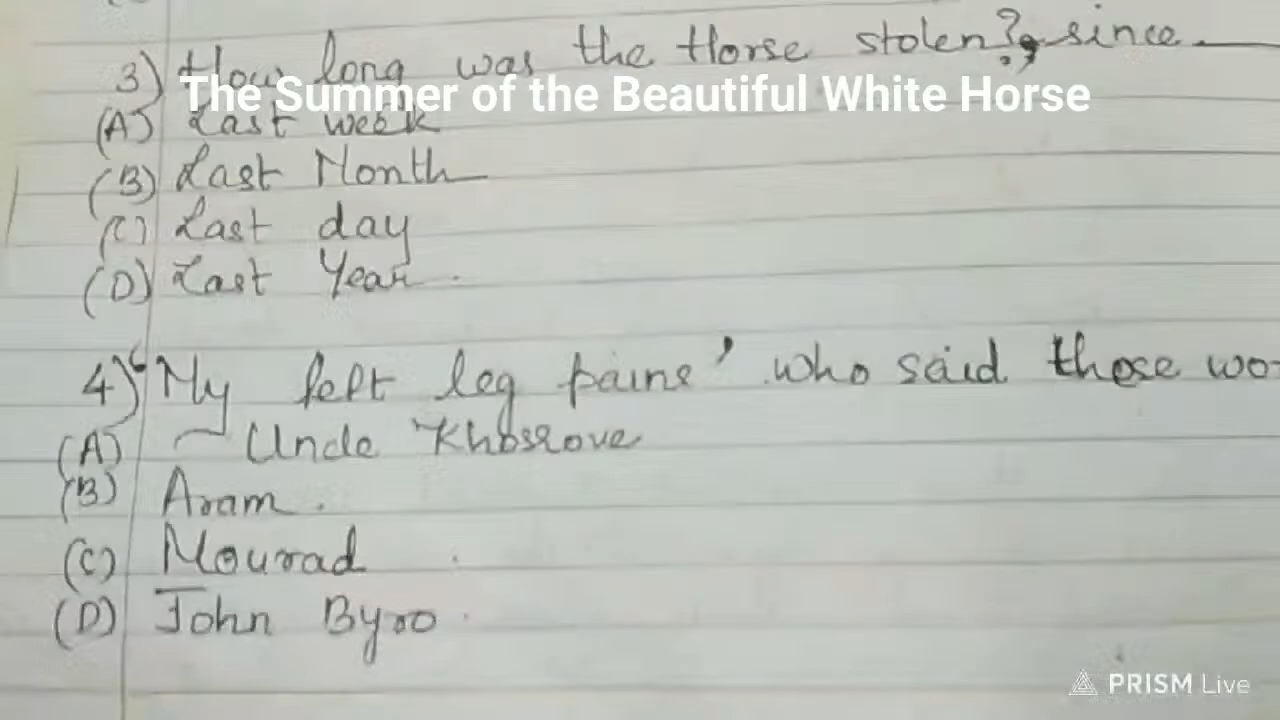 3) How long was the Horse stolen?, since
The Summer of the Beautiful White Horse
(A) Last week
(B) Last Month
(C) Last day
(D) Last Year.
4) 'My left leg pains' who said these wo
(A) Uncle Khosrove
(B) Aram.
(C) Mourad
(D) John Byro.
PRISM Live